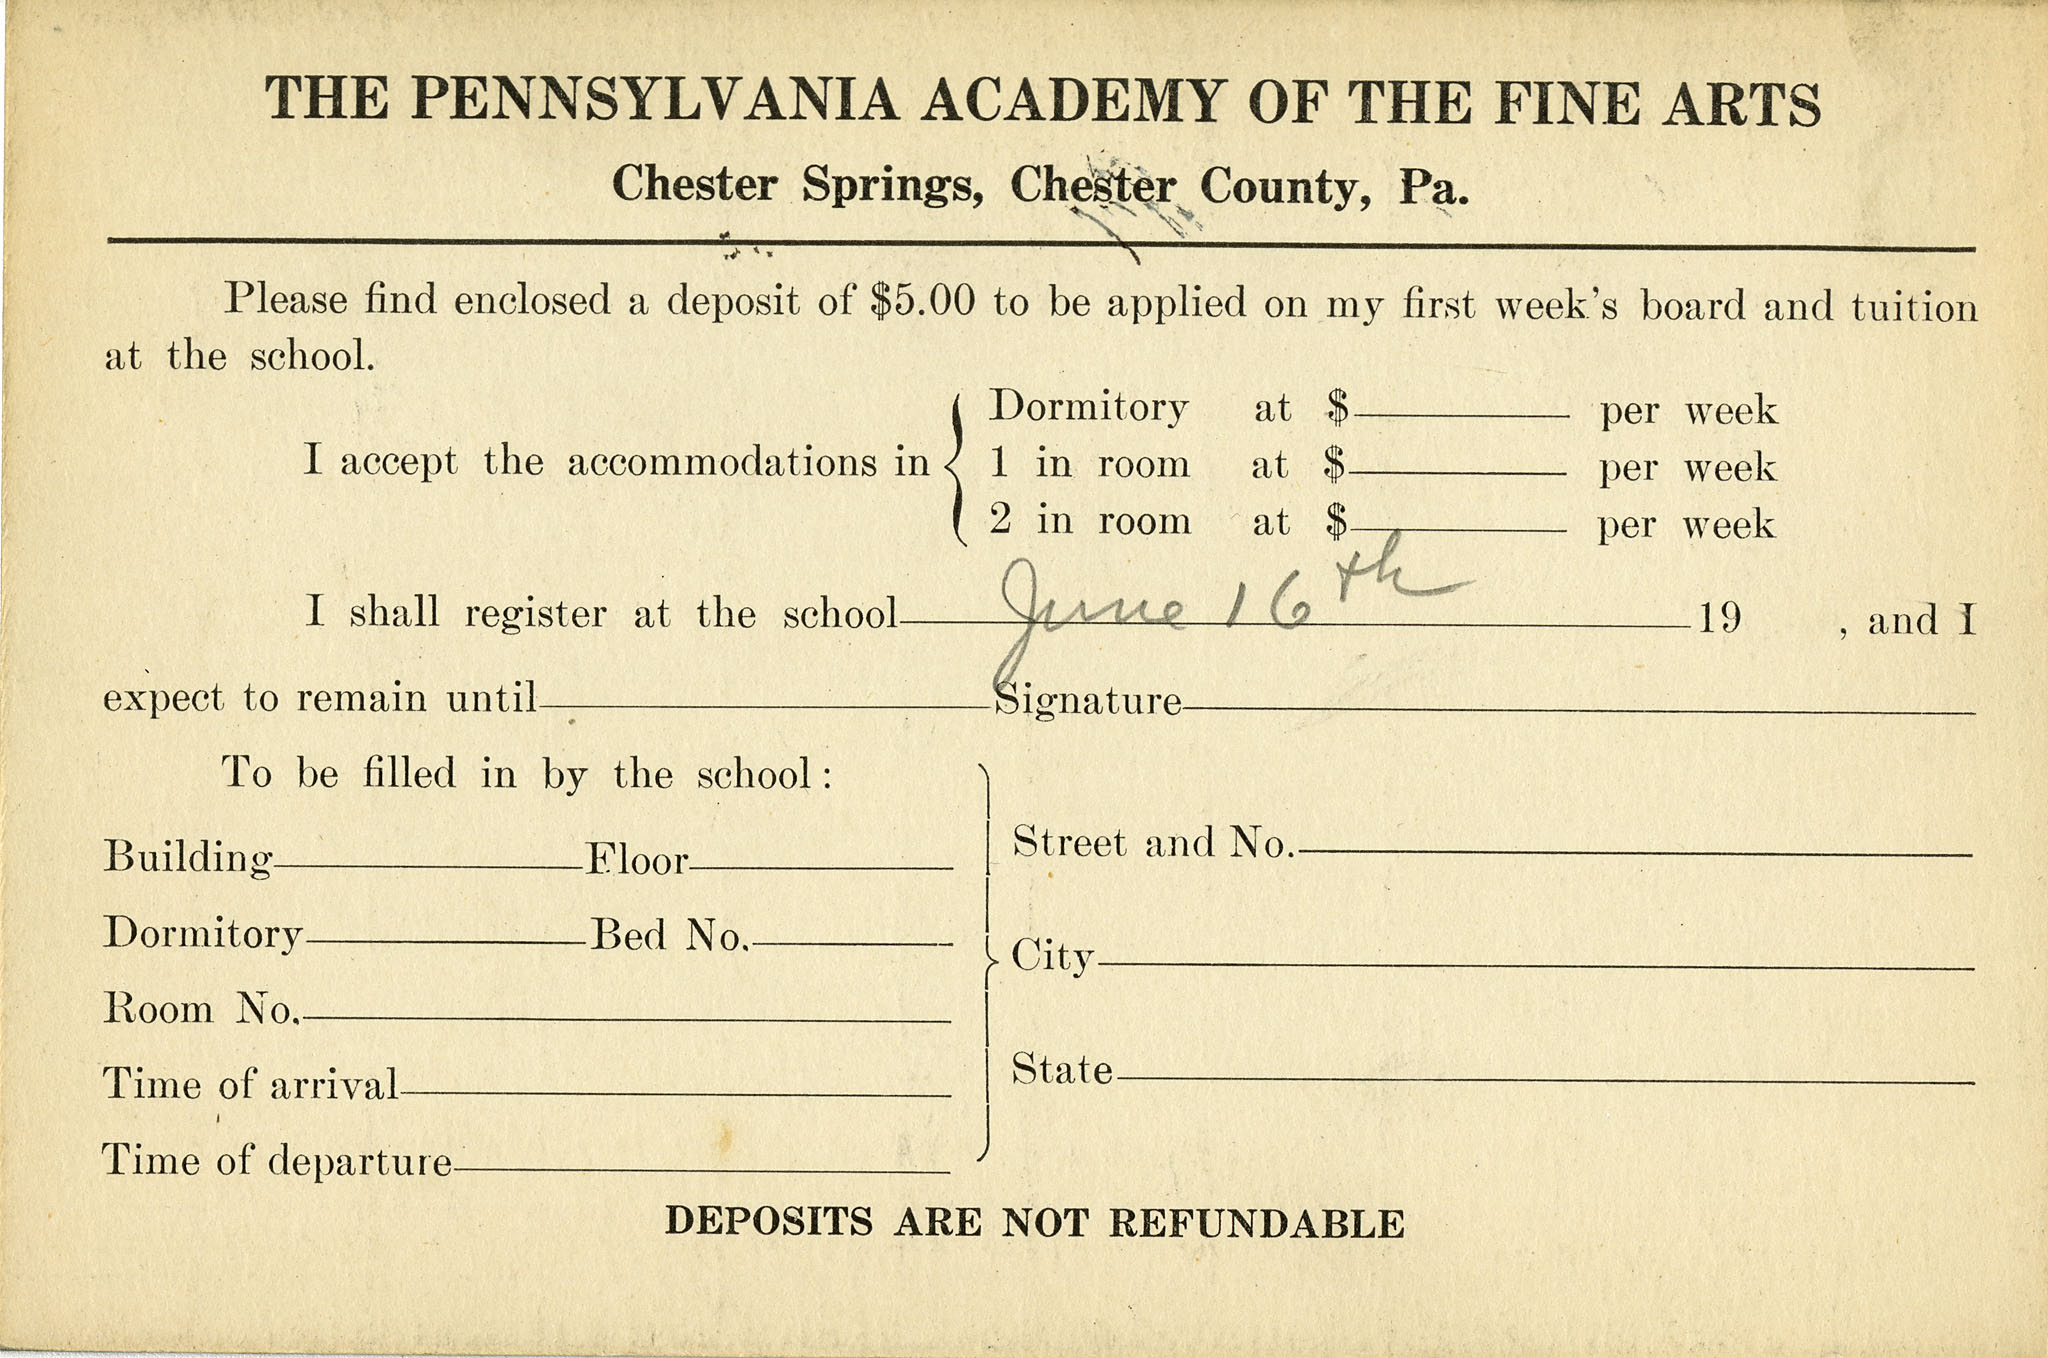 THE PENNSYLVANIA ACADEMY OF THE FINE ARTS
Chester Springs, Chester County, Pa.
Please find enclosed a deposit of $5.00 to be applied on my first week's board and tuition
at the school.
I accept the accommodations in
Dormitory at $ per week
1 in room at $ per week
2 in room at $ per week
I shall register at the school June 16th 19 , and I
expect to remain until Signature
To be filled in by the school:
Building Floor
Dormitory Bed No.
Room No.
Time of arrival
Time of departure
Street and No.
City
State
DEPOSITS ARE NOT REFUNDABLE